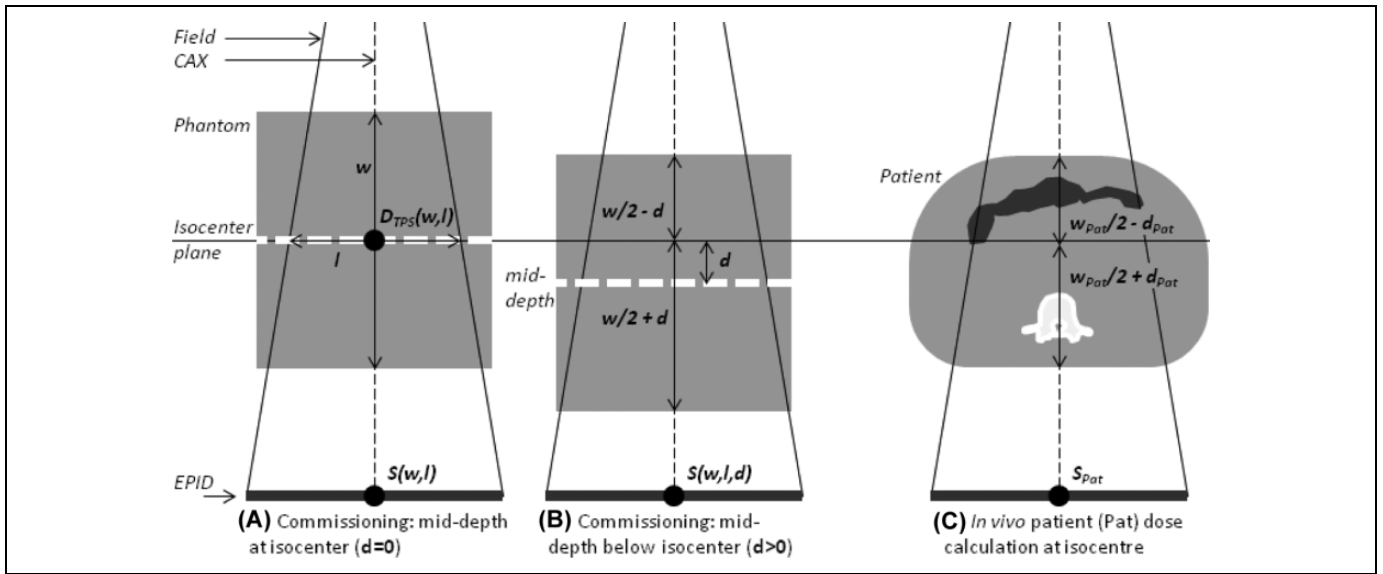 Field
CAX
Phantom
w
Isocenter
plane
D_TPS(w,l)
l
EPID
S(w,l)
(A) Commissioning: mid-depth
at isocenter (d=0)
w/2 - d
d
mid-
depth
w/2 + d
S(w,l,d)
(B) Commissioning: mid-
depth below isocenter (d>0)
Patient
w_Pat/2 - d_Pat
w_Pat/2 + d_Pat
S_Pat
(C) In vivo patient (Pat) dose
calculation at isocentre